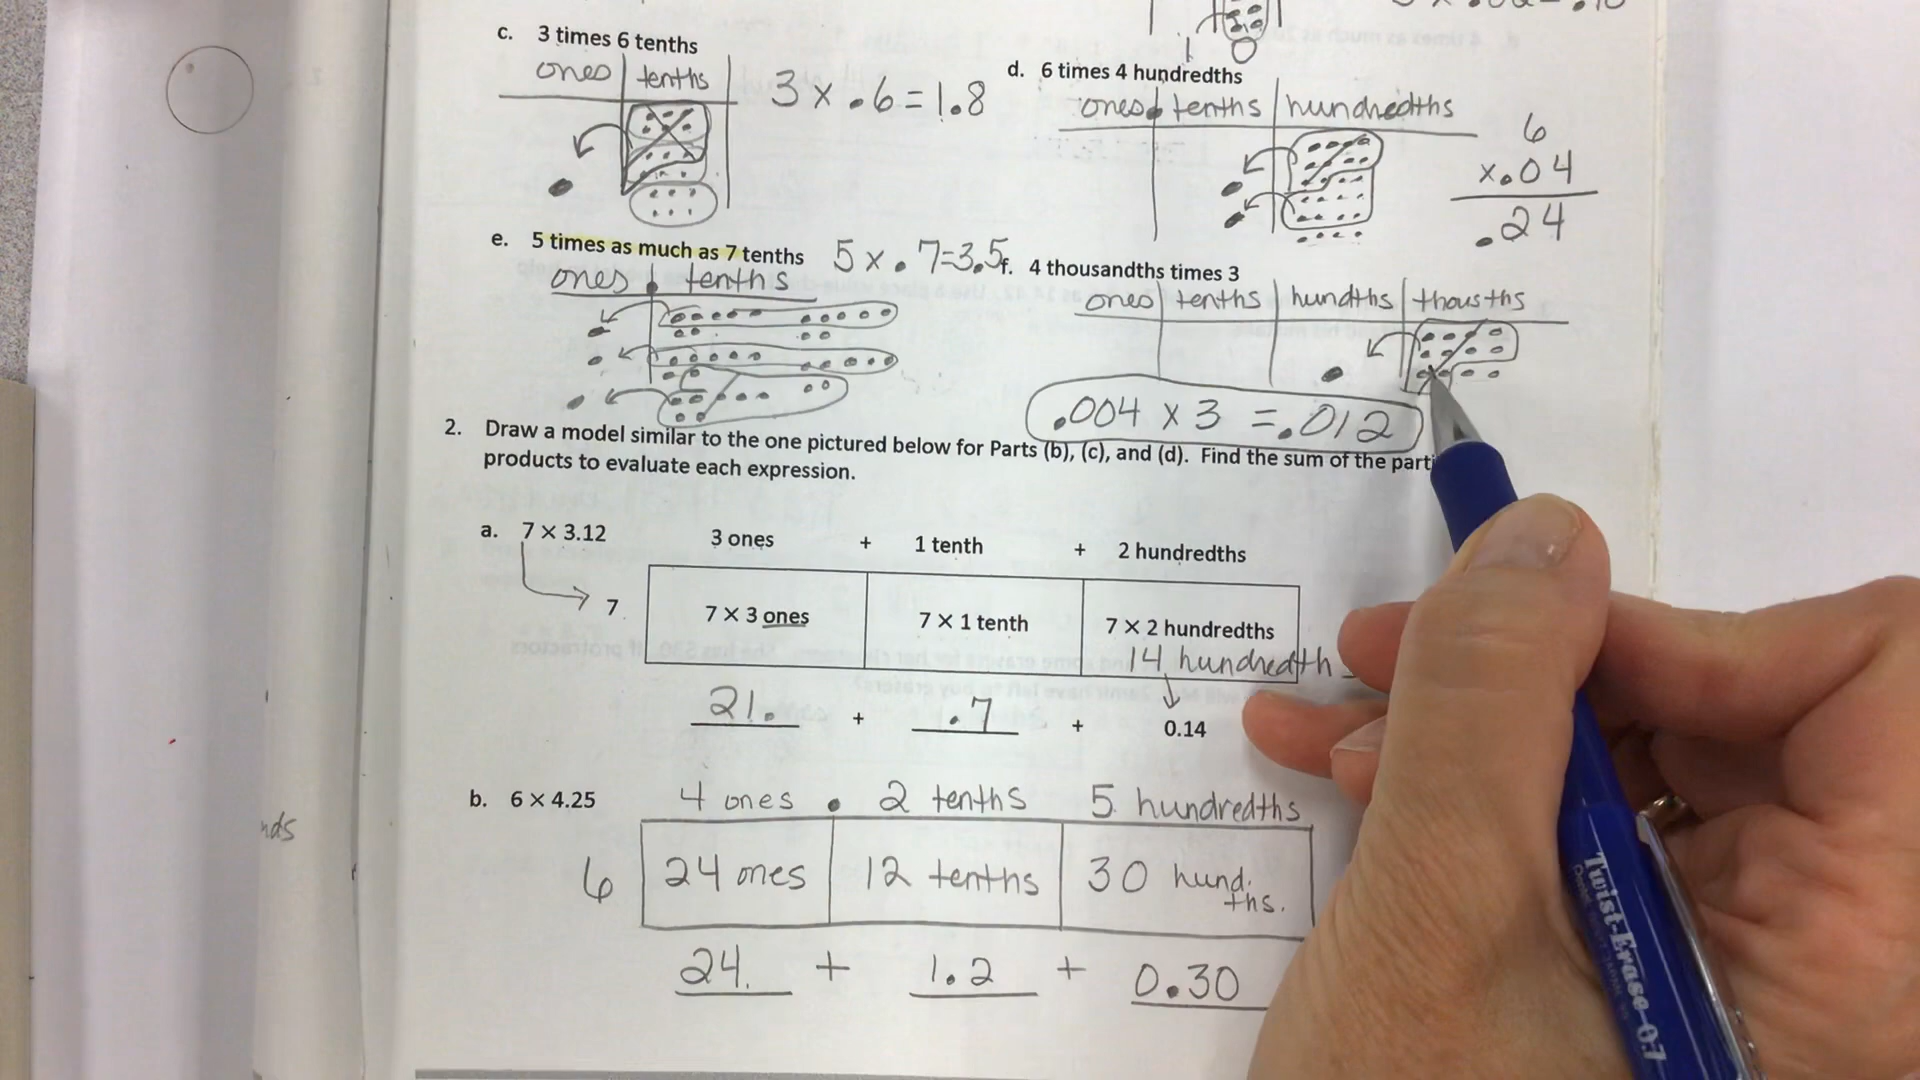 c. 3 times 6 tenths
ones tenths
3 x .6 = 1.8
1 0
d. 6 times 4 hundredths
ones . tenths hundredths
6
x .04
.24
e. 5 times as much as 7 tenths
5 x .7=3.5
ones . tenths
f. 4 thousandths times 3
ones tenths hundths thousths
.004 x 3 = .012
2. Draw a model similar to the one pictured below for Parts (b), (c), and (d). Find the sum of the
products to evaluate each expression.
a. 7 × 3.12
3 ones + 1 tenth + 2 hundredths
7 7 × 3 ones 7 × 1 tenth 7 × 2 hundredths
14 hundredth
21. + .7 + 0.14
b. 6 × 4.25
4 ones . 2 tenths 5 hundredths
6 24 ones 12 tenths 30 hund.
ths.
24. + 1.2 + 0.30
nds
Twist-Erase 0.7